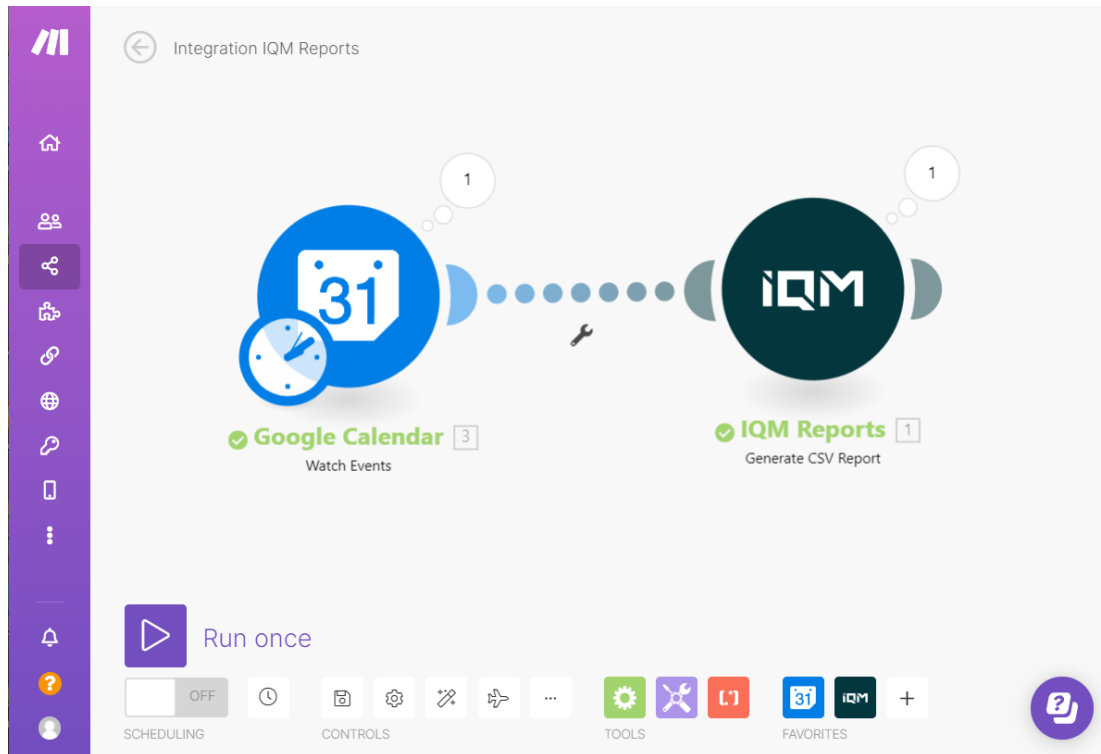 Integration IQM Reports
1
1
31
iQM
Google Calendar 3
Watch Events
IQM Reports 1
Generate CSV Report
Run once
OFF
31
iQM
SCHEDULING
CONTROLS
TOOLS
FAVORITES